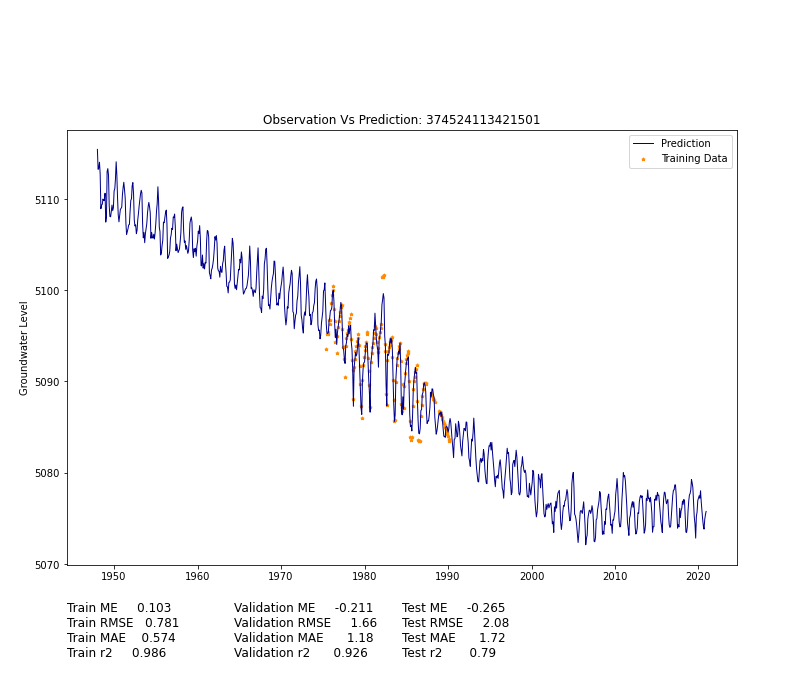 Observation Vs Prediction: 374524113421501
Prediction
Training Data
Groundwater Level
5110
5100
5090
5080
5070
1950 1960 1970 1980 1990 2000 2010 2020
Train ME 0.103 Validation ME -0.211 Test ME -0.265
Train RMSE 0.781 Validation RMSE 1.66 Test RMSE 2.08
Train MAE 0.574 Validation MAE 1.18 Test MAE 1.72
Train r2 0.986 Validation r2 0.926 Test r2 0.79